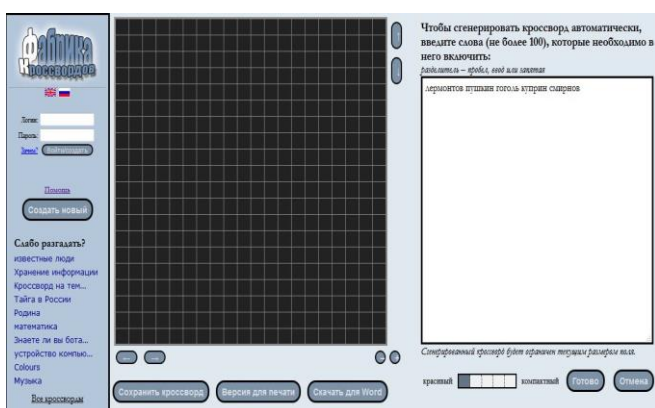 Фабрика
Кроссвордов
Логин:
Пароль:
Зачем?
Войти/создать
Помощь
Создать новый
Слабо разгадать?
известные люди
Хранение информации
Кроссворд на тем...
Тайга в России
Родина
математика
Знаете ли вы бота...
устройство компью...
Colours
Музыка
Все кроссворды
Сохранить кроссворд
Версия для печати
Скачать для Word
Чтобы сгенерировать кроссворд автоматически,
введите слова (не более 100), которые необходимо в
него включить:
разделитель – пробел, ввод или запятая
лермонтов пушкин гоголь куприн смирнов
Сгенерированный кроссворд будет ограничен текущим размером поля.
красивый
компактный
Готово
Отмена